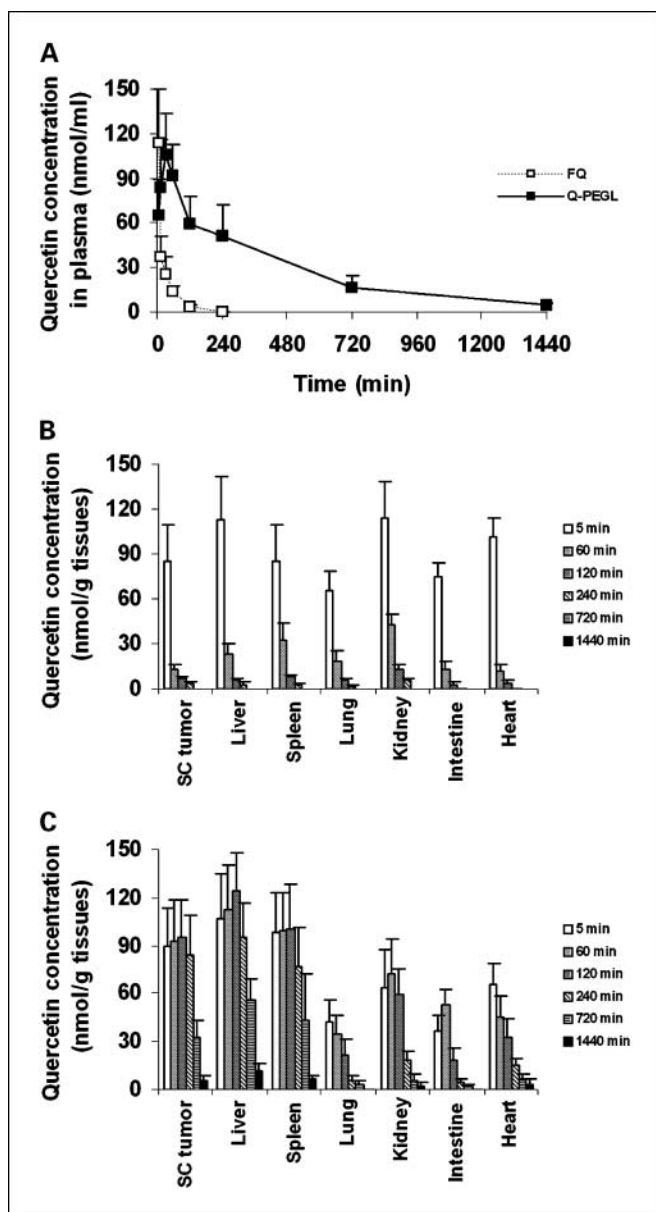 A
Quercetin concentration
in plasma (nmol/ml)
150
120
90
60
30
0
0 240 480 720 960 1200 1440
Time (min)
FQ
Q-PEGL
B
Quercetin concentration
(nmol/g tissues)
150
120
90
60
30
0
SC tumor
Liver
Spleen
Lung
Kidney
Intestine
Heart
5 min
60 min
120 min
240 min
720 min
1440 min
C
Quercetin concentration
(nmol/g tissues)
150
120
90
60
30
0
SC tumor
Liver
Spleen
Lung
Kidney
Intestine
Heart
5 min
60 min
120 min
240 min
720 min
1440 min